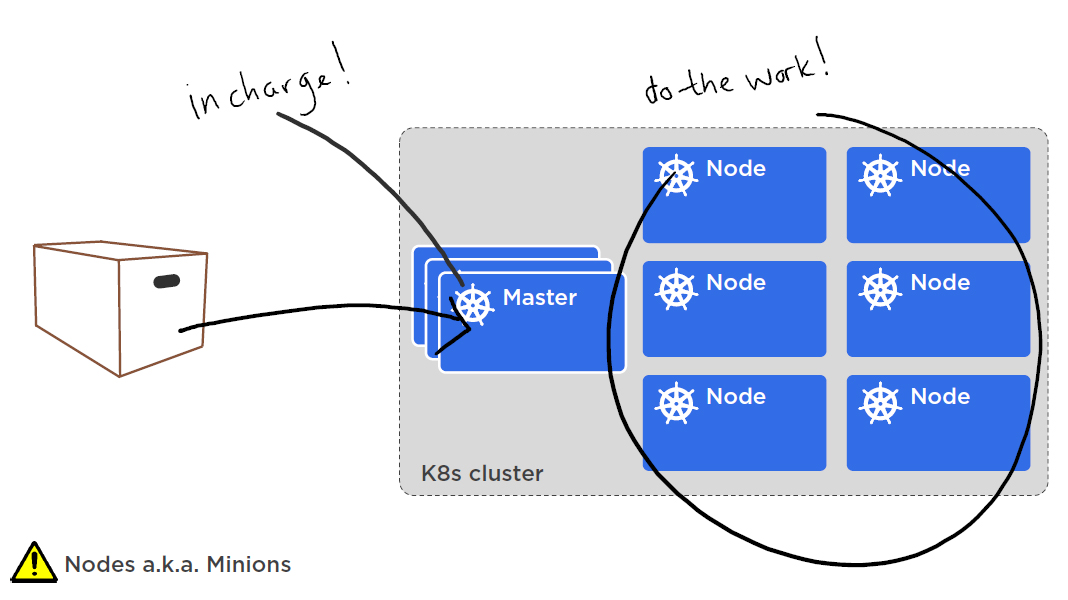 in charge!
do the work!
Node
Node
Master
Node
Node
Node
Node
K8s cluster
Nodes a.k.a. Minions